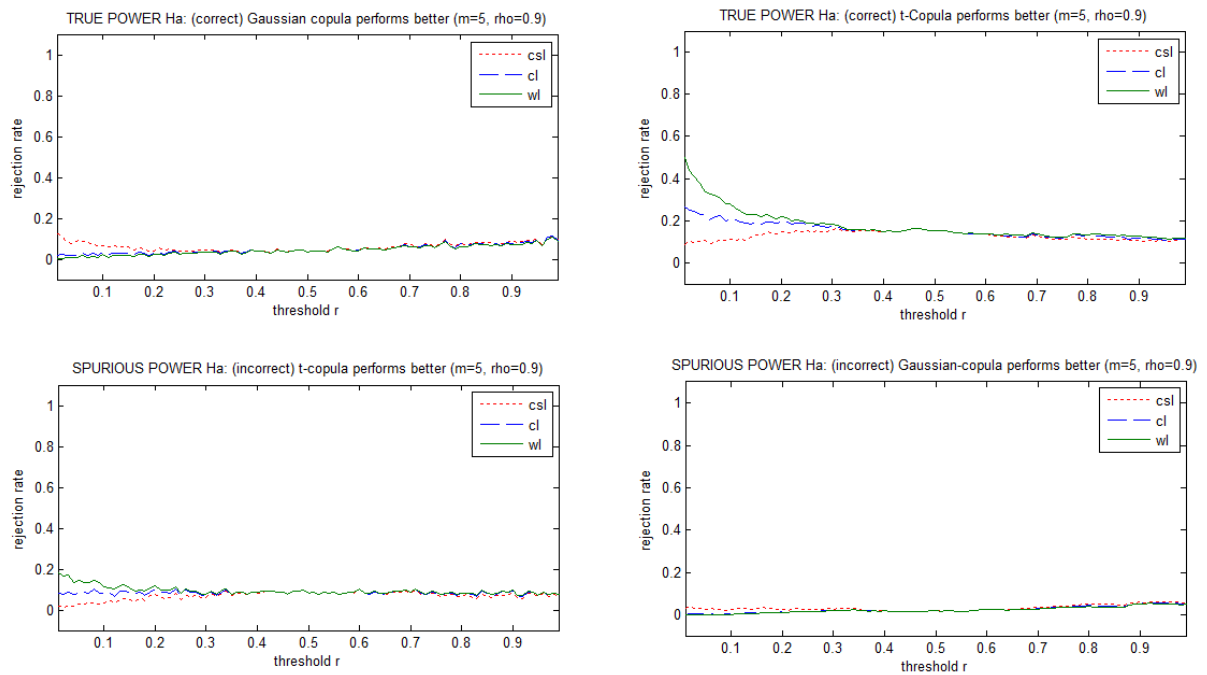 TRUE POWER Ha: (correct) Gaussian copula performs better (m=5, rho=0.9)
1
0.8
0.6
0.4
0.2
0
rejection rate
csl
cl
wl
0.1 0.2 0.3 0.4 0.5 0.6 0.7 0.8 0.9
threshold r
TRUE POWER Ha: (correct) t-Copula performs better (m=5, rho=0.9)
1
0.8
0.6
0.4
0.2
0
rejection rate
csl
cl
wl
0.1 0.2 0.3 0.4 0.5 0.6 0.7 0.8 0.9
threshold r
SPURIOUS POWER Ha: (incorrect) t-copula performs better (m=5, rho=0.9)
1
0.8
0.6
0.4
0.2
0
rejection rate
csl
cl
wl
0.1 0.2 0.3 0.4 0.5 0.6 0.7 0.8 0.9
threshold r
SPURIOUS POWER Ha: (incorrect) Gaussian-copula performs better (m=5, rho=0.9)
1
0.8
0.6
0.4
0.2
0
rejection rate
csl
cl
wl
0.1 0.2 0.3 0.4 0.5 0.6 0.7 0.8 0.9
threshold r